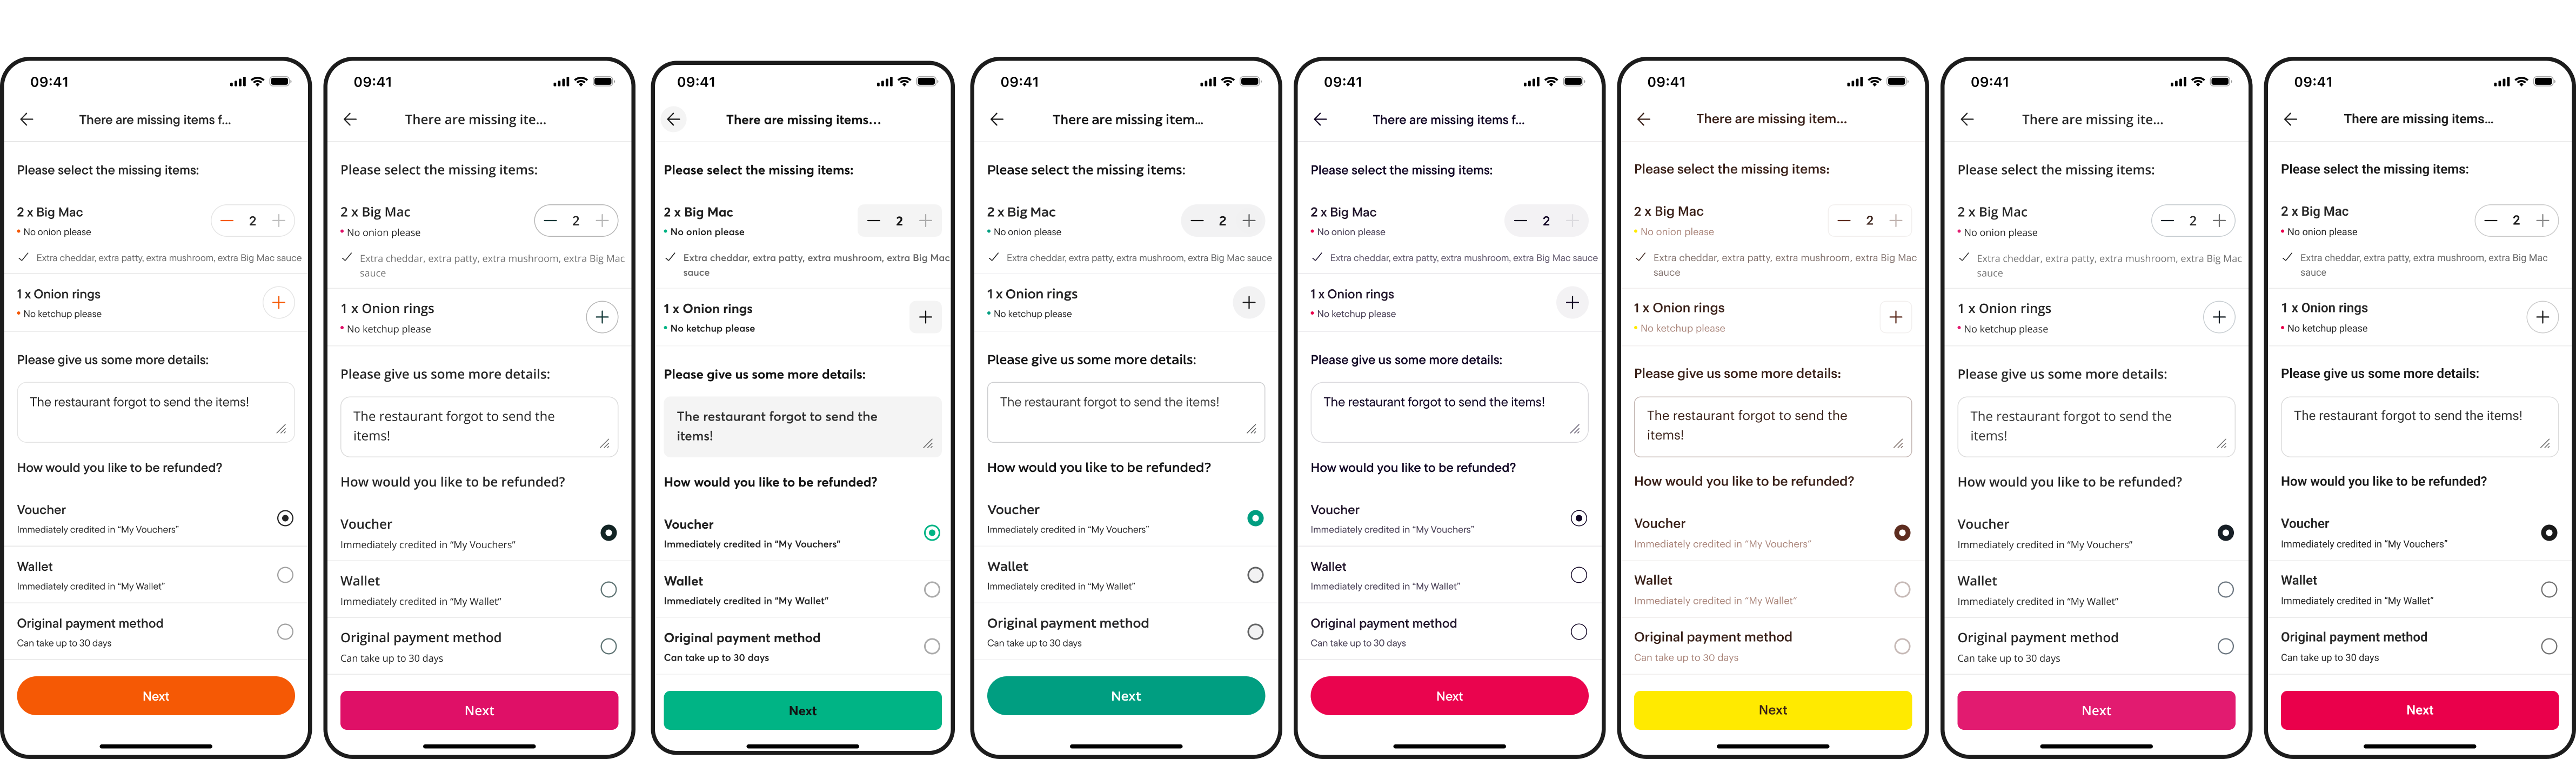 09:41
There are missing items f...
Please select the missing items:
2 x Big Mac
2
No onion please
Extra cheddar, extra patty, extra mushroom, extra Big Mac sauce
1 x Onion rings
No ketchup please
Please give us some more details:
The restaurant forgot to send the items!
How would you like to be refunded?
Voucher
Immediately credited in “My Vouchers”
Wallet
Immediately credited in “My Wallet”
Original payment method
Can take up to 30 days
Next
09:41
There are missing ite...
Please select the missing items:
2 x Big Mac
2
No onion please
Extra cheddar, extra patty, extra mushroom, extra Big Mac
sauce
1 x Onion rings
No ketchup please
Please give us some more details:
The restaurant forgot to send the
items!
How would you like to be refunded?
Voucher
Immediately credited in “My Vouchers”
Wallet
Immediately credited in “My Wallet”
Original payment method
Can take up to 30 days
Next
09:41
There are missing items...
Please select the missing items:
2 x Big Mac
2
No onion please
Extra cheddar, extra patty, extra mushroom, extra Big Mac
sauce
1 x Onion rings
No ketchup please
Please give us some more details:
The restaurant forgot to send the
items!
How would you like to be refunded?
Voucher
Immediately credited in “My Vouchers”
Wallet
Immediately credited in “My Wallet”
Original payment method
Can take up to 30 days
Next
09:41
There are missing item...
Please select the missing items:
2 x Big Mac
2
No onion please
Extra cheddar, extra patty, extra mushroom, extra Big Mac sauce
1 x Onion rings
No ketchup please
Please give us some more details:
The restaurant forgot to send the items!
How would you like to be refunded?
Voucher
Immediately credited in “My Vouchers”
Wallet
Immediately credited in “My Wallet”
Original payment method
Can take up to 30 days
Next
09:41
There are missing items f...
Please select the missing items:
2 x Big Mac
2
No onion please
Extra cheddar, extra patty, extra mushroom, extra Big Mac sauce
1 x Onion rings
No ketchup please
Please give us some more details:
The restaurant forgot to send the items!
How would you like to be refunded?
Voucher
Immediately credited in “My Vouchers”
Wallet
Immediately credited in “My Wallet”
Original payment method
Can take up to 30 days
Next
09:41
There are missing item...
Please select the missing items:
2 x Big Mac
2
No onion please
Extra cheddar, extra patty, extra mushroom, extra Big Mac
sauce
1 x Onion rings
No ketchup please
Please give us some more details:
The restaurant forgot to send the
items!
How would you like to be refunded?
Voucher
Immediately credited in “My Vouchers”
Wallet
Immediately credited in “My Wallet”
Original payment method
Can take up to 30 days
Next
09:41
There are missing ite...
Please select the missing items:
2 x Big Mac
2
No onion please
Extra cheddar, extra patty, extra mushroom, extra Big Mac
sauce
1 x Onion rings
No ketchup please
Please give us some more details:
The restaurant forgot to send the
items!
How would you like to be refunded?
Voucher
Immediately credited in “My Vouchers”
Wallet
Immediately credited in “My Wallet”
Original payment method
Can take up to 30 days
Next
09:41
There are missing items...
Please select the missing items:
2 x Big Mac
2
No onion please
Extra cheddar, extra patty, extra mushroom, extra Big Mac
sauce
1 x Onion rings
No ketchup please
Please give us some more details:
The restaurant forgot to send the items!
How would you like to be refunded?
Voucher
Immediately credited in “My Vouchers”
Wallet
Immediately credited in “My Wallet”
Original payment method
Can take up to 30 days
Next